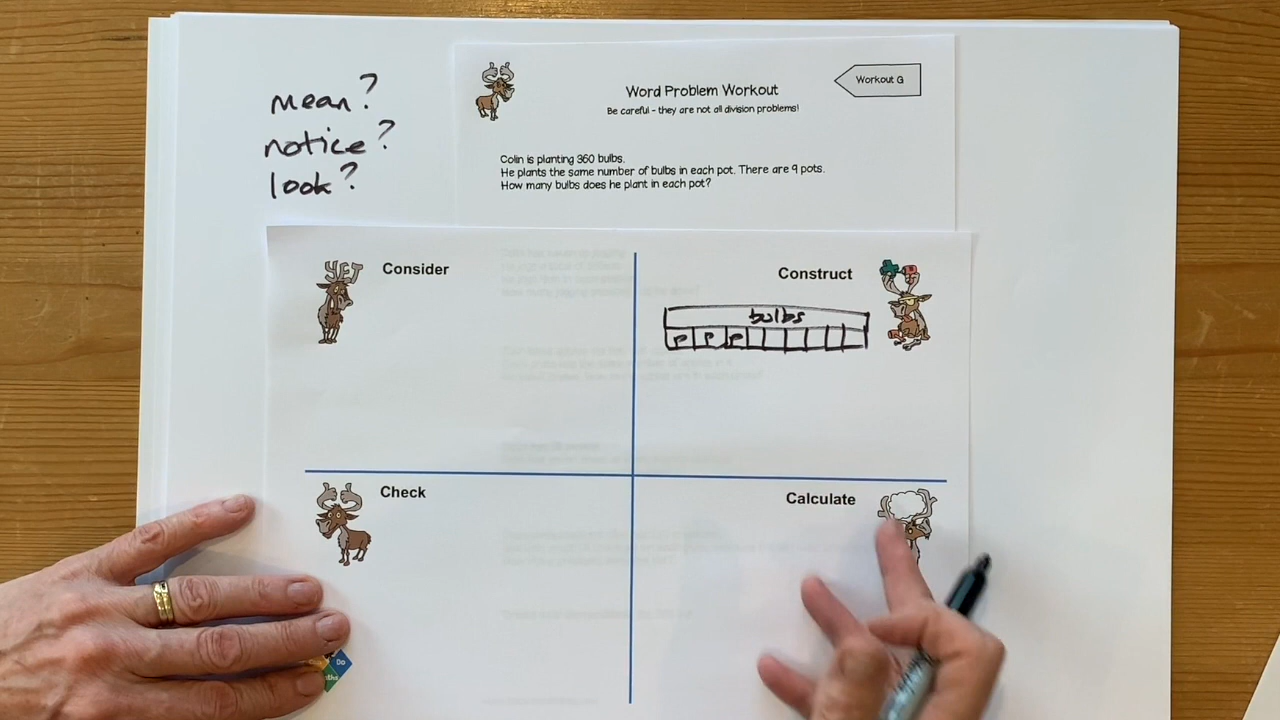 mean?
notice?
look?
Word Problem Workout
Workout G
Be careful - they are not all division problems!
Colin is planting 360 bulbs.
He plants the same number of bulbs in each pot. There are 9 pots.
How many bulbs does he plant in each pot?
YET
Consider
Construct
bulbs
P P P
Check
Calculate
Do